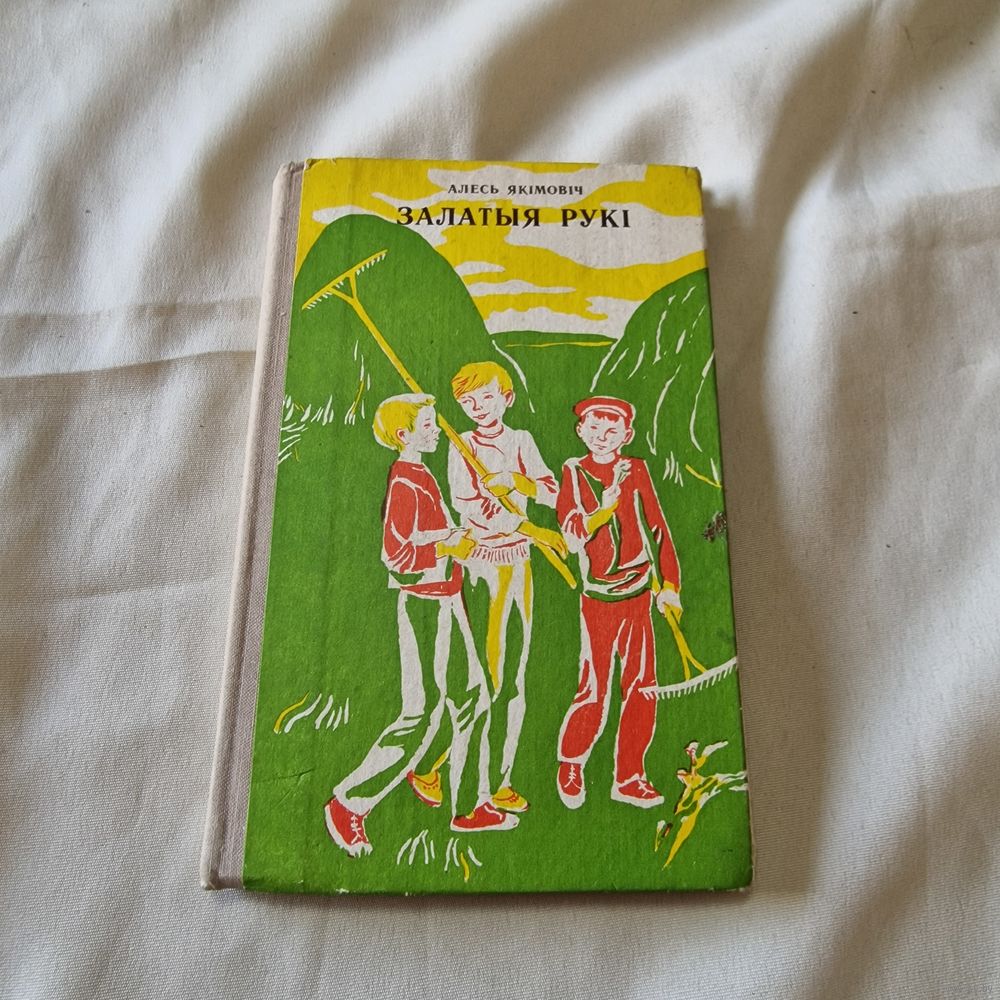 АЛЕСЬ ЯКІМОВІЧ
ЗАЛАТЫЯ РУКІ